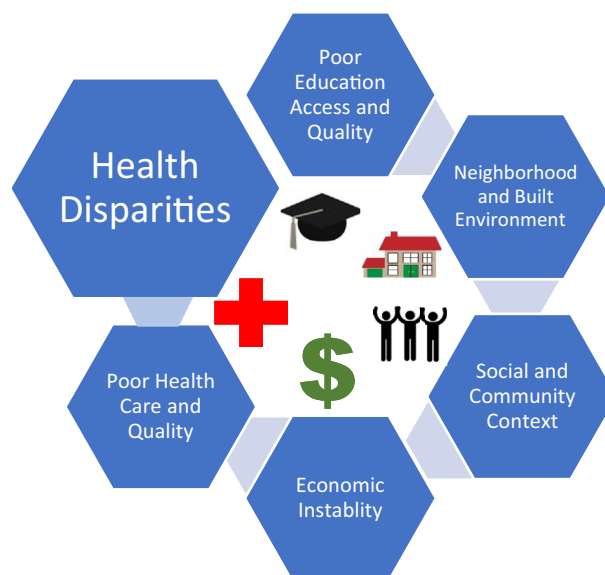 Health
Disparities
Poor
Education
Access and
Quality
Neighborhood
and Built
Environment
Social and
Community
Context
Economic
Instablity
Poor Health
Care and
Quality
$